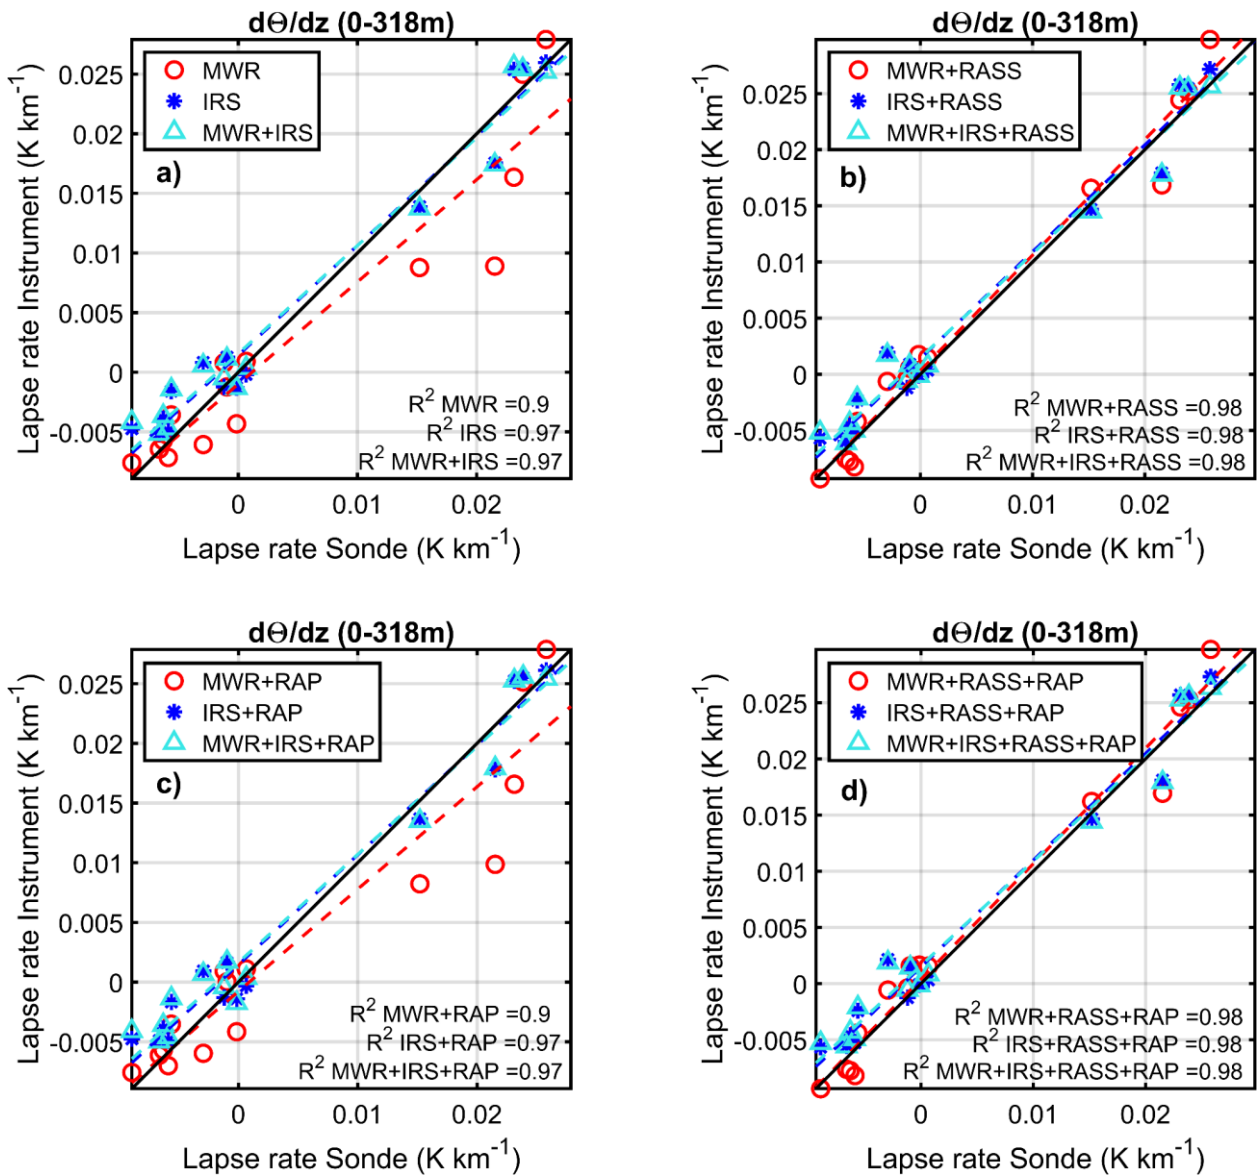 dΘ/dz (0-318m)
Lapse rate Instrument (K km⁻¹)
0.025
0.02
0.015
0.01
0.005
0
-0.005
MWR
IRS
MWR+IRS
a)
R² MWR =0.9
R² IRS =0.97
R² MWR+IRS =0.97
0 0.01 0.02
Lapse rate Sonde (K km⁻¹)
dΘ/dz (0-318m)
Lapse rate Instrument (K km⁻¹)
0.025
0.02
0.015
0.01
0.005
0
-0.005
MWR+RASS
IRS+RASS
MWR+IRS+RASS
b)
R² MWR+RASS =0.98
R² IRS+RASS =0.98
R² MWR+IRS+RASS =0.98
0 0.01 0.02
Lapse rate Sonde (K km⁻¹)
dΘ/dz (0-318m)
Lapse rate Instrument (K km⁻¹)
0.025
0.02
0.015
0.01
0.005
0
-0.005
MWR+RAP
IRS+RAP
MWR+IRS+RAP
c)
R² MWR+RAP =0.9
R² IRS+RAP =0.97
R² MWR+IRS+RAP =0.97
0 0.01 0.02
Lapse rate Sonde (K km⁻¹)
dΘ/dz (0-318m)
Lapse rate Instrument (K km⁻¹)
0.025
0.02
0.015
0.01
0.005
0
-0.005
MWR+RASS+RAP
IRS+RASS+RAP
MWR+IRS+RASS+RAP
d)
R² MWR+RASS+RAP =0.98
R² IRS+RASS+RAP =0.98
R² MWR+IRS+RASS+RAP =0.98
0 0.01 0.02
Lapse rate Sonde (K km⁻¹)